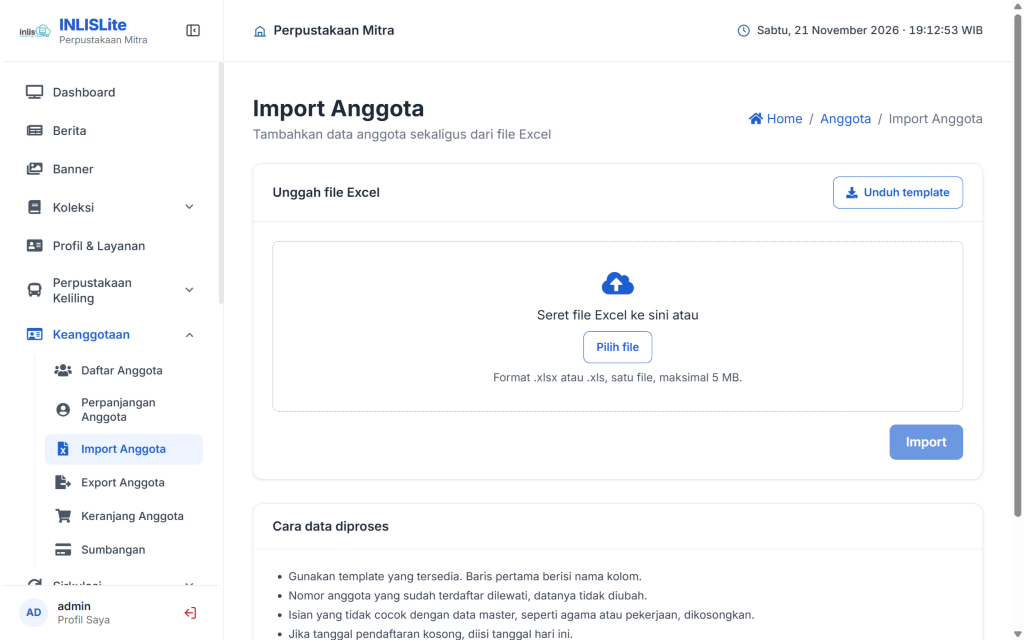 inlis
INLISLite
Perpustakaan Mitra
Perpustakaan Mitra
Sabtu, 21 November 2026 · 19:12:53 WIB
Dashboard
Berita
Banner
Koleksi
Profil & Layanan
Perpustakaan
Keliling
Keanggotaan
Daftar Anggota
Perpanjangan
Anggota
Import Anggota
Export Anggota
Keranjang Anggota
Sumbangan
Sirkulasi
AD
admin
Profil Saya
Import Anggota
Tambahkan data anggota sekaligus dari file Excel
Home / Anggota / Import Anggota
Unggah file Excel
Unduh template
Seret file Excel ke sini atau
Pilih file
Format .xlsx atau .xls, satu file, maksimal 5 MB.
Import
Cara data diproses
• Gunakan template yang tersedia. Baris pertama berisi nama kolom.
• Nomor anggota yang sudah terdaftar dilewati, datanya tidak diubah.
• Isian yang tidak cocok dengan data master, seperti agama atau pekerjaan, dikosongkan.
• Jika tanggal pendaftaran kosong, diisi tanggal hari ini.